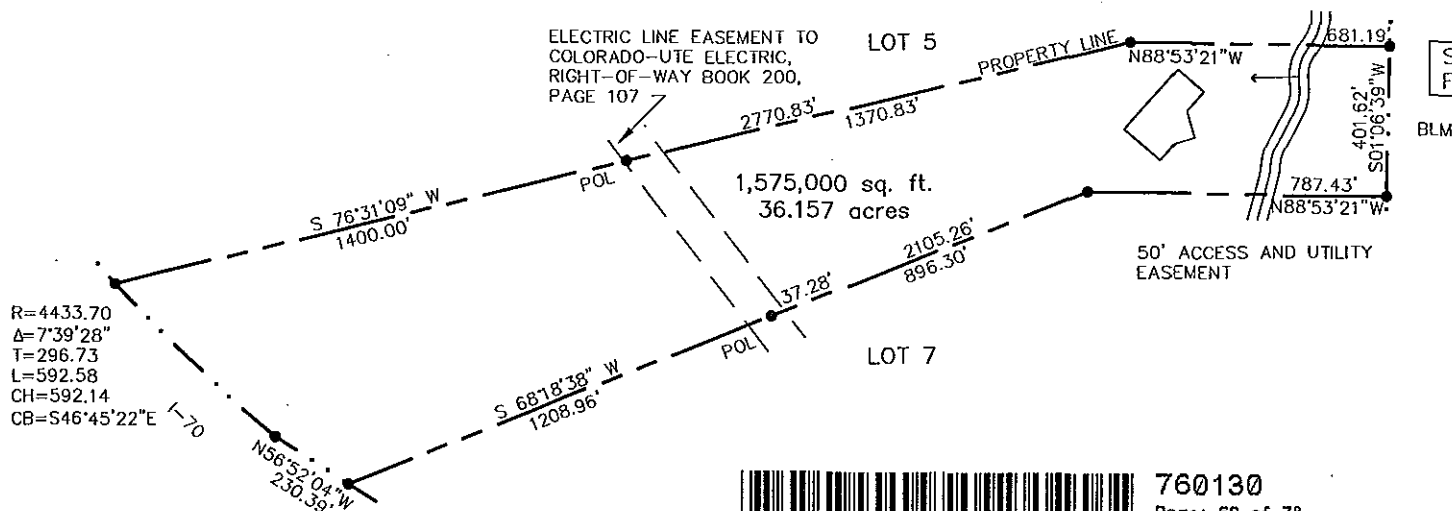 ELECTRIC LINE EASEMENT TO
COLORADO-UTE ELECTRIC,
RIGHT-OF-WAY BOOK 200,
PAGE 107
LOT 5
PROPERTY LINE
N88°53'21"W
681.19'
401.62'
S01°06'39"W
BLM
2770.83'
1370.83'
POL
S 76°31'09" W
1400.00'
1,575,000 sq. ft.
36.157 acres
787.43'
N88°53'21"W
50' ACCESS AND UTILITY
EASEMENT
2105.26'
896.30'
37.28'
POL
LOT 7
S 68°18'38" W
1208.96'
R=4433.70
Δ=7°39'28"
T=296.73
L=592.58
CH=592.14
CB=S46°45'22"E
I-70
N56°52'04"W
230.39'
760130